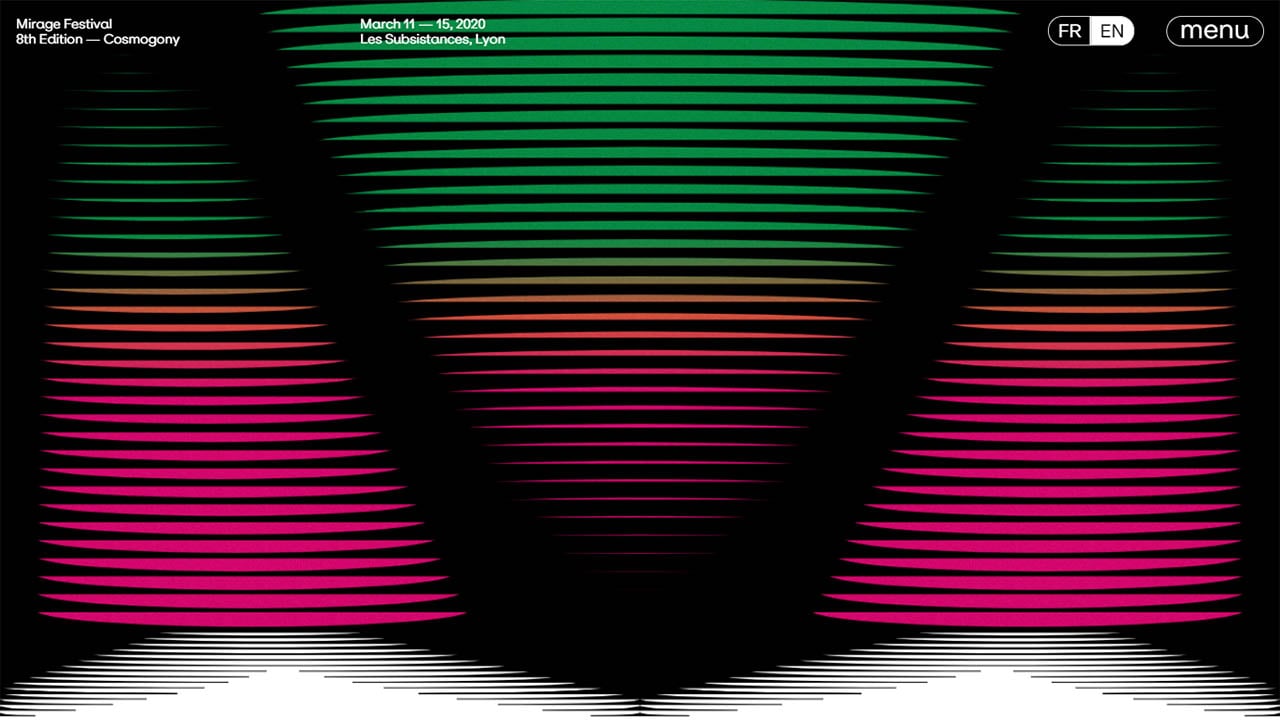 Mirage Festival
8th Edition — Cosmogony
March 11 — 15, 2020
Les Subsistances, Lyon
FR EN
menu